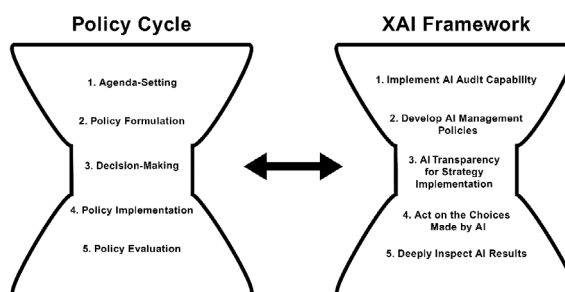 Policy Cycle
1. Agenda-Setting
2. Policy Formulation
3. Decision-Making
4. Policy Implementation
5. Policy Evaluation
XAI Framework
1. Implement AI Audit Capability
2. Develop AI Management
Policies
3. AI Transparency
for Strategy
Implementation
4. Act on the Choices
Made by AI
5. Deeply Inspect AI Results